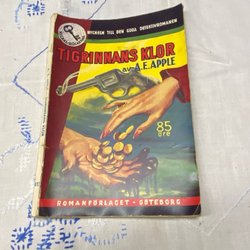 NYCKELN TILL DEN GODA DETEKTIVROMANEN
TIGRINNANS KLOR
av A.E. APPLE
85
öre
ROMANFÖRLAGET - GÖTEBORG